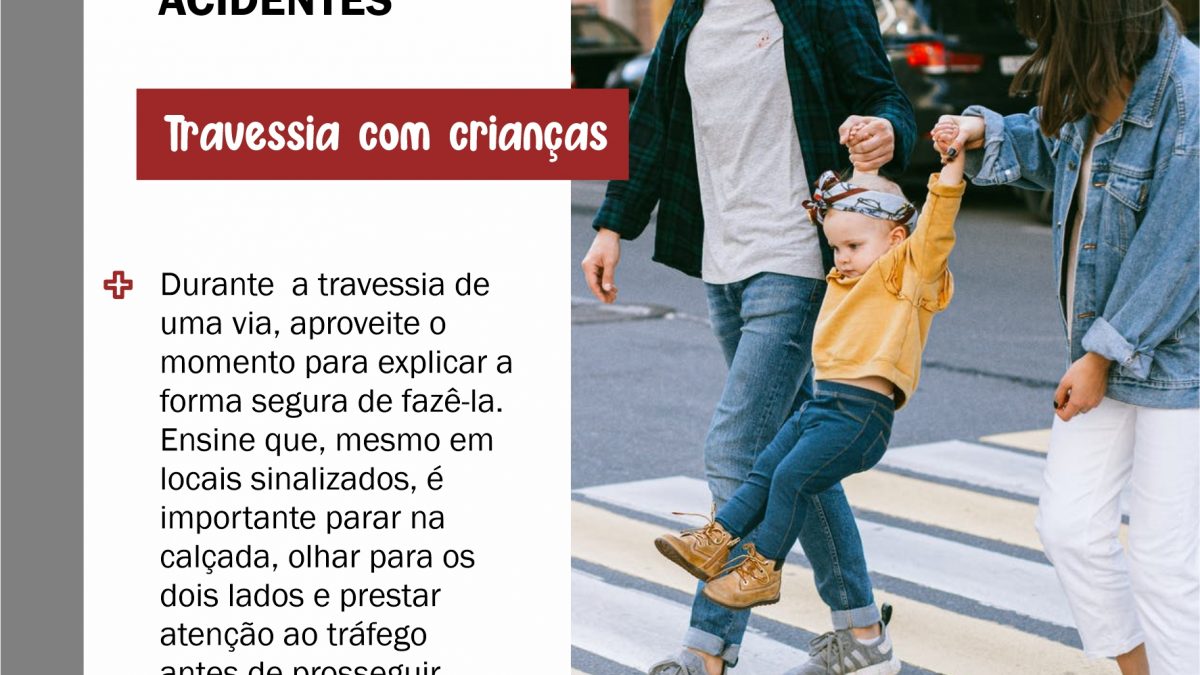 ACIDENTES
Travessia com crianças
Durante a travessia de
uma via, aproveite o
momento para explicar a
forma segura de fazê-la.
Ensine que, mesmo em
locais sinalizados, é
importante parar na
calçada, olhar para os
dois lados e prestar
atenção ao tráfego
antes de prosseguir